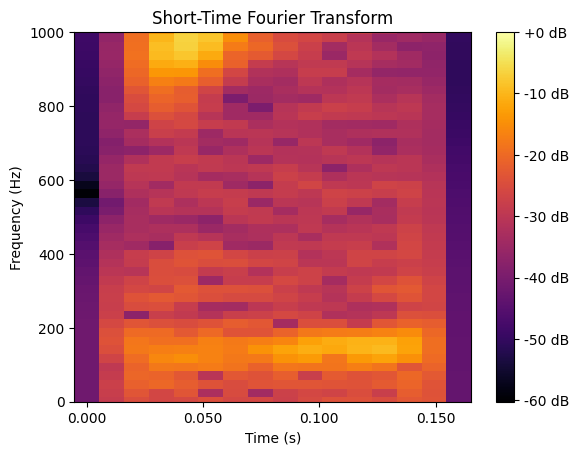 Short-Time Fourier Transform
Frequency (Hz)
1000
800
600
400
200
0
0.000
0.050
0.100
0.150
Time (s)
+0 dB
-10 dB
-20 dB
-30 dB
-40 dB
-50 dB
-60 dB